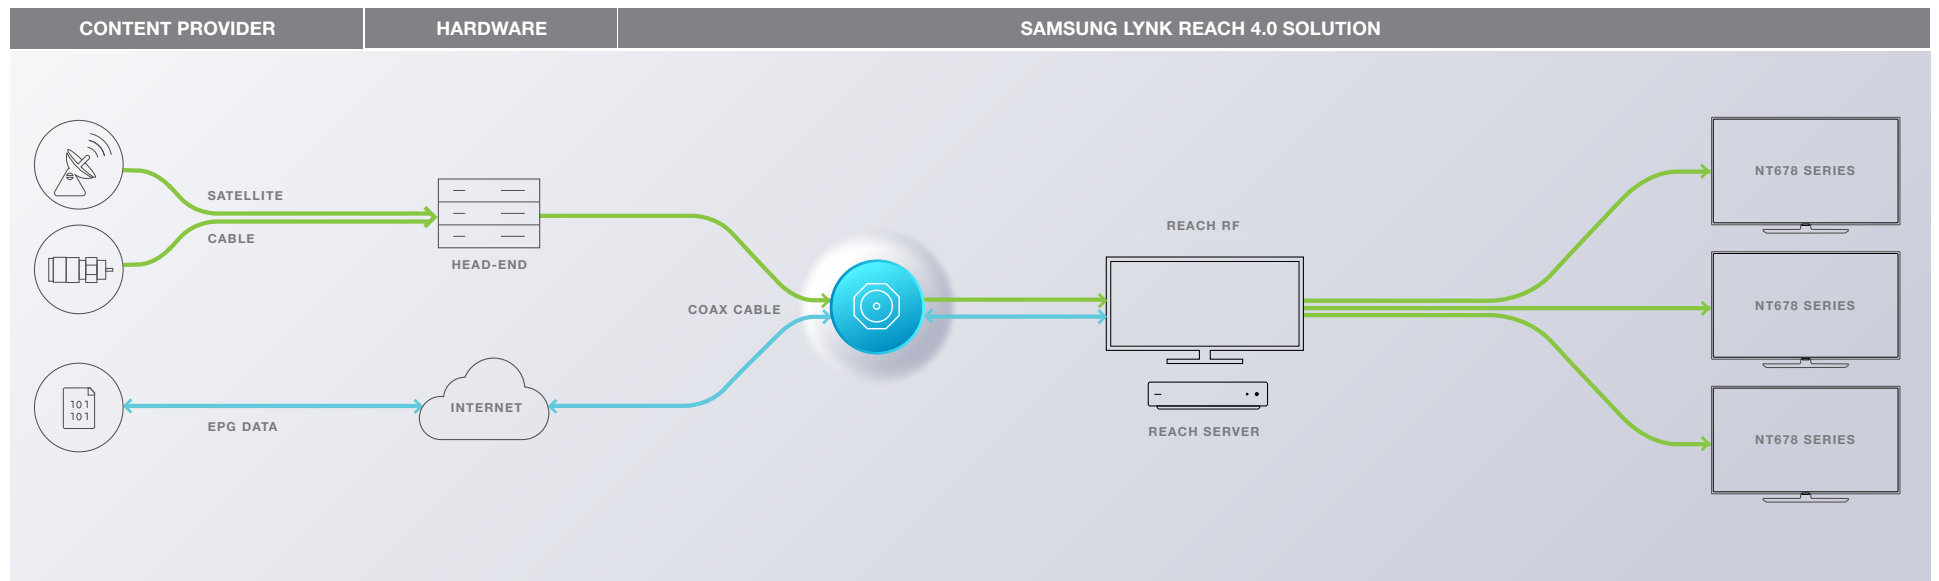 CONTENT PROVIDER
HARDWARE
SAMSUNG LYNK REACH 4.0 SOLUTION
SATELLITE
CABLE
HEAD-END
COAX CABLE
REACH RF
REACH SERVER
NT678 SERIES
NT678 SERIES
NT678 SERIES
101
101
EPG DATA
INTERNET